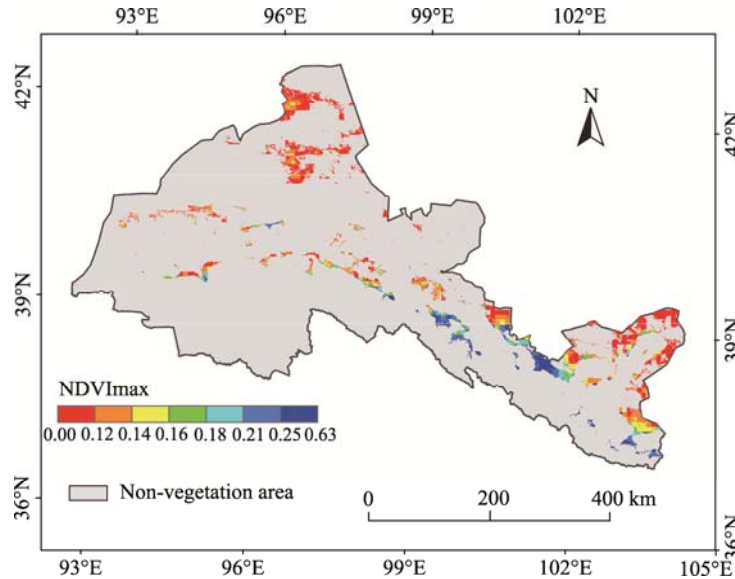 93°E 96°E 99°E 102°E
42°N
42°N
N
39°N
39°N
NDVImax
0.00 0.12 0.14 0.16 0.18 0.21 0.25 0.63
Non-vegetation area
0 200 400 km
36°N
36°N
93°E 96°E 99°E 102°E 105°E